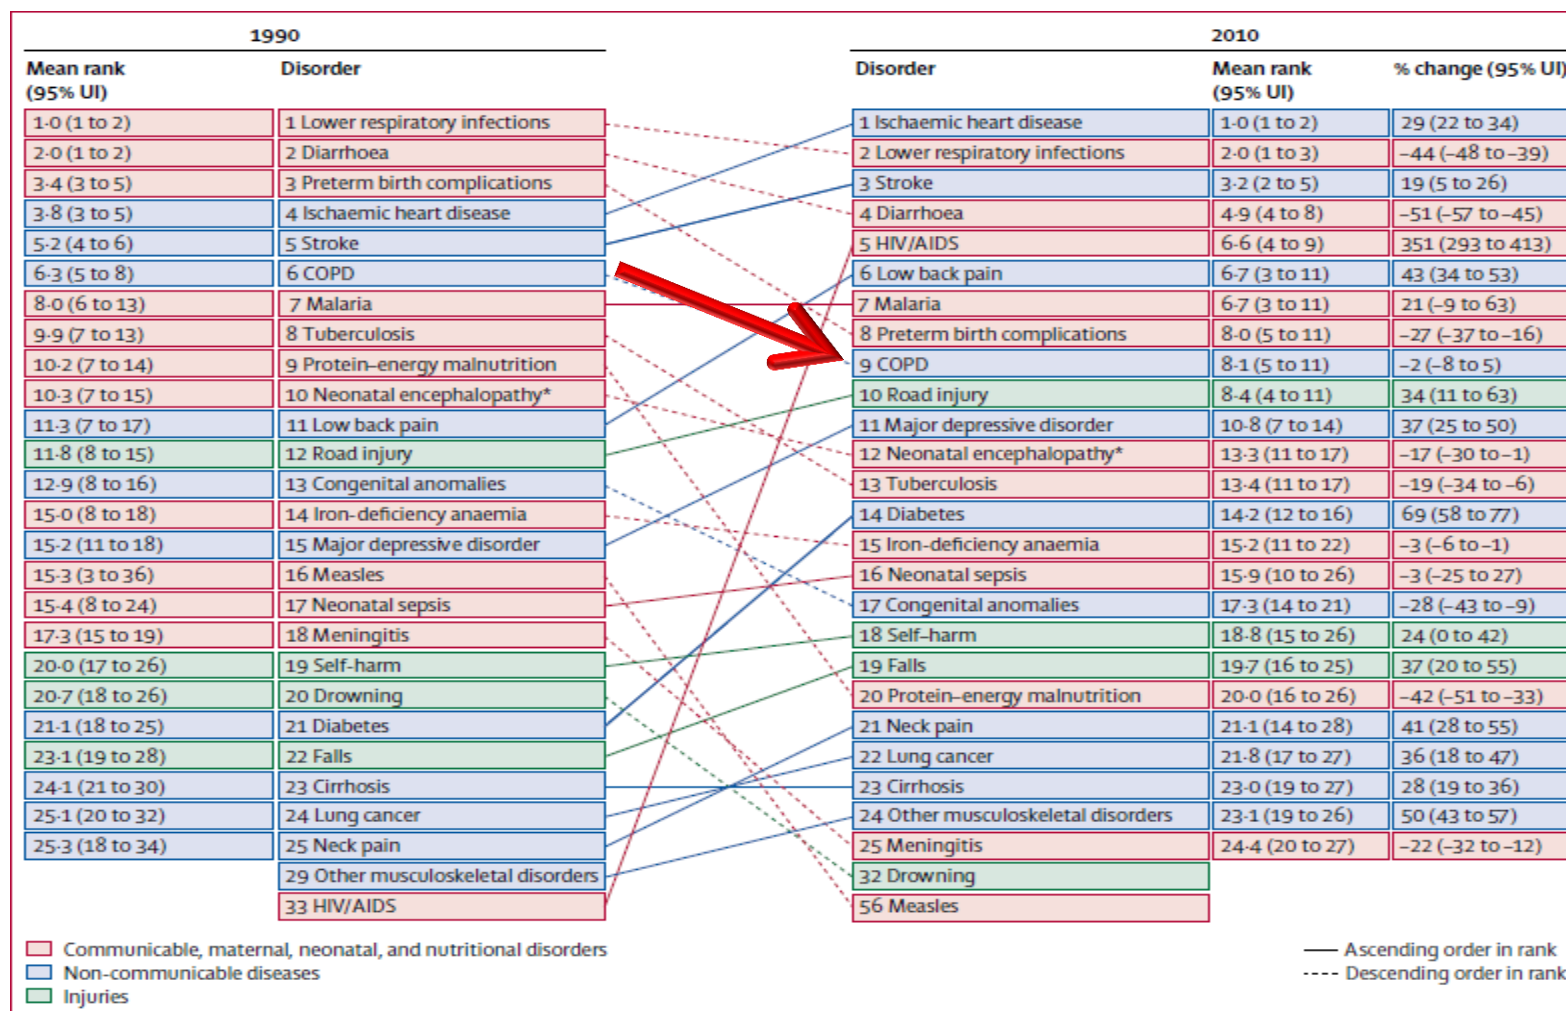 1990 2010
Mean rank Disorder Disorder Mean rank % change (95% UI)
(95% UI) (95% UI)
1·0 (1 to 2) 1 Lower respiratory infections 1 Ischaemic heart disease 1·0 (1 to 2) 29 (22 to 34)
2·0 (1 to 2) 2 Diarrhoea 2 Lower respiratory infections 2·0 (1 to 3) –44 (–48 to –39)
3·4 (3 to 5) 3 Preterm birth complications 3 Stroke 3·2 (2 to 5) 19 (5 to 26)
3·8 (3 to 5) 4 Ischaemic heart disease 4 Diarrhoea 4·9 (4 to 8) –51 (–57 to –45)
5·2 (4 to 6) 5 Stroke 5 HIV/AIDS 6·6 (4 to 9) 351 (293 to 413)
6·3 (5 to 8) 6 COPD 6 Low back pain 6·7 (3 to 11) 43 (34 to 53)
8·0 (6 to 13) 7 Malaria 7 Malaria 6·7 (3 to 11) 21 (–9 to 63)
9·9 (7 to 13) 8 Tuberculosis 8 Preterm birth complications 8·0 (5 to 11) –27 (–37 to –16)
10·2 (7 to 14) 9 Protein–energy malnutrition 9 COPD 8·1 (5 to 11) –2 (–8 to 5)
10·3 (7 to 15) 10 Neonatal encephalopathy* 10 Road injury 8·4 (4 to 11) 34 (11 to 63)
11·3 (7 to 17) 11 Low back pain 11 Major depressive disorder 10·8 (7 to 14) 37 (25 to 50)
11·8 (8 to 15) 12 Road injury 12 Neonatal encephalopathy* 13·3 (11 to 17) –17 (–30 to –1)
12·9 (8 to 16) 13 Congenital anomalies 13 Tuberculosis 13·4 (11 to 17) –19 (–34 to –6)
15·0 (8 to 18) 14 Iron-deficiency anaemia 14 Diabetes 14·2 (12 to 16) 69 (58 to 77)
15·2 (11 to 18) 15 Major depressive disorder 15 Iron-deficiency anaemia 15·2 (11 to 22) –3 (–6 to –1)
15·3 (3 to 36) 16 Measles 16 Neonatal sepsis 15·9 (10 to 26) –3 (–25 to 27)
15·4 (8 to 24) 17 Neonatal sepsis 17 Congenital anomalies 17·3 (14 to 21) –28 (–43 to –9)
17·3 (15 to 19) 18 Meningitis 18 Self–harm 18·8 (15 to 26) 24 (0 to 42)
20·0 (17 to 26) 19 Self-harm 19 Falls 19·7 (16 to 25) 37 (20 to 55)
20·7 (18 to 26) 20 Drowning 20 Protein–energy malnutrition 20·0 (16 to 26) –42 (–51 to –33)
21·1 (18 to 25) 21 Diabetes 21 Neck pain 21·1 (14 to 28) 41 (28 to 55)
23·1 (19 to 28) 22 Falls 22 Lung cancer 21·8 (17 to 27) 36 (18 to 47)
24·1 (21 to 30) 23 Cirrhosis 23 Cirrhosis 23·0 (19 to 27) 28 (19 to 36)
25·1 (20 to 32) 24 Lung cancer 24 Other musculoskeletal disorders 23·1 (19 to 26) 50 (43 to 57)
25·3 (18 to 34) 25 Neck pain 25 Meningitis 24·4 (20 to 27) –22 (–32 to –12)
29 Other musculoskeletal disorders 32 Drowning
33 HIV/AIDS 56 Measles
Communicable, maternal, neonatal, and nutritional disorders Ascending order in rank
Non-communicable diseases Descending order in rank
Injuries